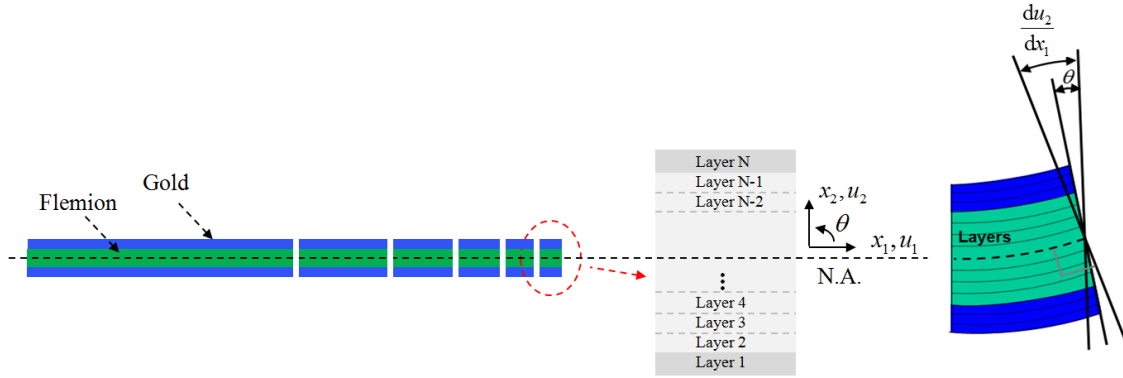 Flemion
Gold
Layer N
Layer N-1
Layer N-2
⋮
Layer 4
Layer 3
Layer 2
Layer 1
x₂, u₂
θ
x₁, u₁
N.A.
du₂
dx₁
θ
Layers